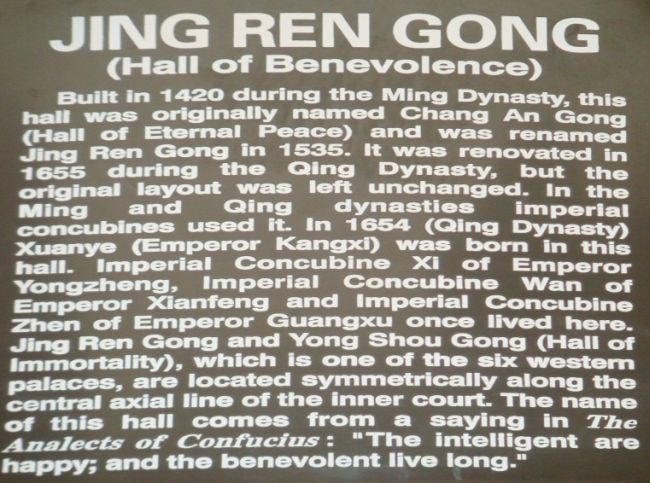 JING REN GONG
(Hall of Benevolence)
Built in 1420 during the Ming Dynasty, this
hall was originally named Chang An Gong
(Hall of Eternal Peace) and was renamed
Jing Ren Gong in 1535. It was renovated in
1655 during the Qing Dynasty, but the
original layout was left unchanged. In the
Ming and Qing dynasties imperial
concubines used it. In 1654 (Qing Dynasty)
Xuanye (Emperor Kangxi) was born in this
hall. Imperial Concubine Xi of Emperor
Yongzheng, Imperial Concubine Wan of
Emperor Xianfeng and Imperial Concubine
Zhen of Emperor Guangxu once lived here.
Jing Ren Gong and Yong Shou Gong (Hall of
Immortality), which is one of the six western
palaces, are located symmetrically along the
central axial line of the inner court. The name
of this hall comes from a saying in The
Analects of Confucius: "The intelligent are
happy; and the benevolent live long."